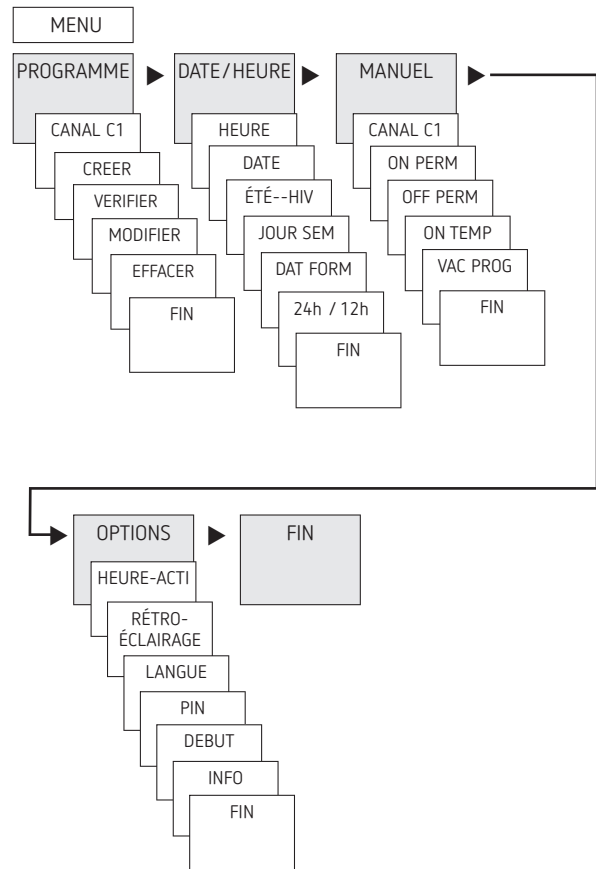 MENU
PROGRAMME
CANAL C1
CREER
VERIFIER
MODIFIER
EFFACER
FIN
DATE/HEURE
HEURE
DATE
ÉTÉ--HIV
JOUR SEM
DAT FORM
24h / 12h
FIN
MANUEL
CANAL C1
ON PERM
OFF PERM
ON TEMP
VAC PROG
FIN
OPTIONS
HEURE-ACTI
RÉTRO-
ÉCLAIRAGE
LANGUE
PIN
DEBUT
INFO
FIN
FIN